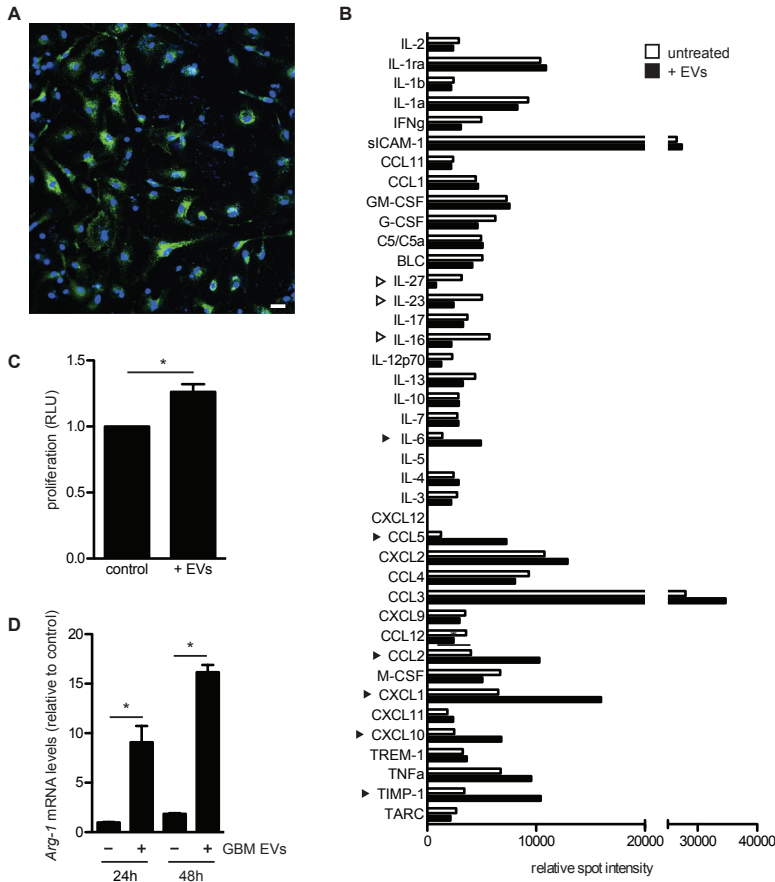 A
B
untreated
+ EVs
IL-2
IL-1ra
IL-1b
IL-1a
IFNg
sICAM-1
CCL11
CCL1
GM-CSF
G-CSF
C5/C5a
BLC
IL-27
IL-23
IL-17
IL-16
IL-12p70
IL-13
IL-10
IL-7
IL-6
IL-5
IL-4
IL-3
CXCL12
CCL5
CXCL2
CCL4
CCL3
CXCL9
CCL12
CCL2
M-CSF
CXCL1
CXCL11
CXCL10
TREM-1
TNFa
TIMP-1
TARC
0 10000 20000 30000 40000
relative spot intensity
C
proliferation (RLU)
1.5
1.0
0.5
0.0
*
control + EVs
D
Arg-1 mRNA levels (relative to control)
20
15
10
5
0
*
*
– + – + GBM EVs
24h 48h